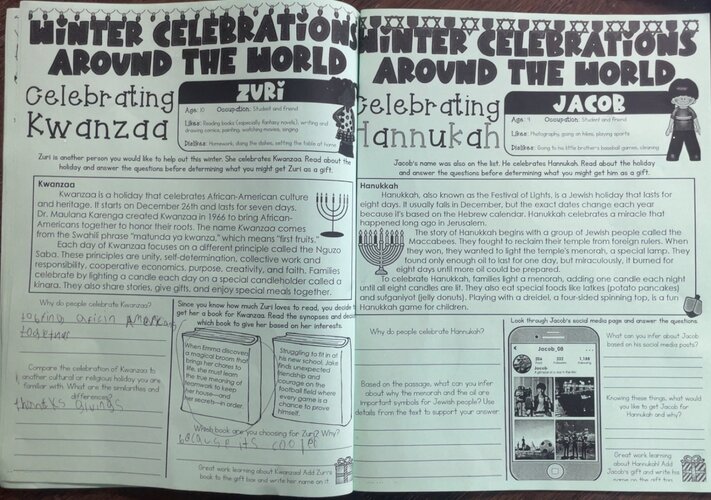 WINTER CELEBRATIONS
AROUND THE WORLD
Celebrating
Kwanzaa
ZURI
Age: 10 Occupation: Student and friend
Likes: Reading books (especially fantasy novels), writing and
drawing comics, painting, watching movies, singing
Dislikes: Homework, doing the dishes, setting the table at home
Zuri is another person you would like to help out this winter. She celebrates Kwanzaa. Read about the
holiday and answer the questions before determining what you might get Zuri as a gift.
Kwanzaa
Kwanzaa is a holiday that celebrates African-American culture
and heritage. It starts on December 26th and lasts for seven days.
Dr. Maulana Karenga created Kwanzaa in 1966 to bring African-
Americans together to honor their roots. The name Kwanzaa comes
from the Swahili phrase "matunda ya kwanza," which means "first fruits."
Each day of Kwanzaa focuses on a different principle called the Nguzo
Saba. These principles are unity, self-determination, collective work and
responsibility, cooperative economics, purpose, creativity, and faith. Families
celebrate by lighting a candle each day on a special candleholder called a
kinara. They also share stories, give gifts, and enjoy special meals together.
Why do people celebrate Kwanzaa?
together
Compare the celebration of Kwanzaa to
another cultural or religious holiday you are
familiar with. What are the similarities and
differences?
thanks givings
Since you know how much Zuri loves to read, you decide to
get her a book for Kwanzaa. Read the synopses and decide
which book to give her based on her interests.
When Emma discovers
a magical broom that
brings her chores to
life, she must learn
the true meaning of
teamwork to keep
her house—and
her secrets—in order.
Struggling to fit in at
his new school, Jake
finds unexpected
friendship and
courage on the
football field where
every game is a
chance to prove
himself.
Which book are you choosing for Zuri? Why?
because its cooler
Great work learning about Kwanzaa! Add Zuri's
book to the gift box and write her name on it.
WINTER CELEBRATIONS
AROUND THE WORLD
Celebrating
Hannukah
JACOB
Age: 9 Occupation: Student and friend
Likes: Photography, going on hikes, playing sports
Dislikes: Going to his little brother's baseball games, cleaning
Jacob's name was also on the list. He celebrates Hannukah. Read about the holiday
and answer the questions before determining what you might get him as a gift.
Hanukkah
Hanukkah, also known as the Festival of Lights, is a Jewish holiday that lasts for
eight days. It usually falls in December, but the exact dates change each year
because it's based on the Hebrew calendar. Hanukkah celebrates a miracle that
happened long ago in Jerusalem.
The story of Hanukkah begins with a group of Jewish people called the
Maccabees. They fought to reclaim their temple from foreign rulers. When
they won, they wanted to light the temple's menorah, a special lamp. They
found only enough oil to last for one day, but miraculously, it burned for
eight days until more oil could be prepared.
To celebrate Hanukkah, families light a menorah, adding one candle each night
until all eight candles are lit. They also eat special foods like latkes (potato pancakes)
and sufganiyot (jelly donuts). Playing with a dreidel, a four-sided spinning top, is a fun
Hanukkah game for children.
Why do people celebrate Hannukah?
Based on the passage, what can you infer
about why the menorah and the oil are
important symbols for Jewish people? Use
details from the text to support your answer.
Look through Jacob's social media page and answer the questions.
Jacob_08
Jacob
What can you infer about Jacob
based on his social media posts?
Knowing these things, what would
you like to get Jacob for
Hannukah and why?
Great work learning
about Hannukah! Add
Jacob's gift and write his
name on the gift tag.